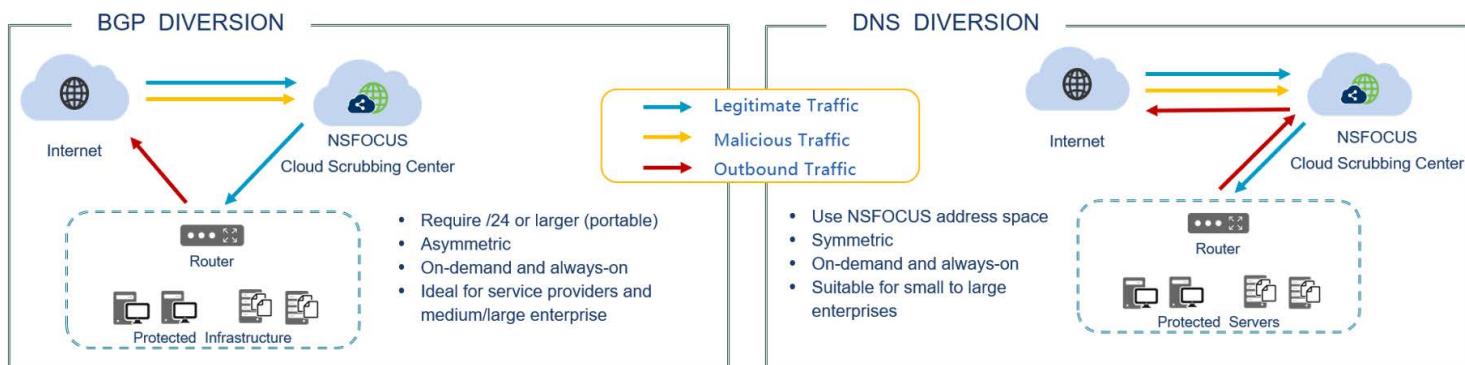 BGP DIVERSION
Internet
NSFOCUS
Cloud Scrubbing Center
Router
Protected Infrastructure
• Require /24 or larger (portable)
• Asymmetric
• On-demand and always-on
• Ideal for service providers and
medium/large enterprise
Legitimate Traffic
Malicious Traffic
Outbound Traffic
DNS DIVERSION
Internet
NSFOCUS
Cloud Scrubbing Center
• Use NSFOCUS address space
• Symmetric
• On-demand and always-on
• Suitable for small to large
enterprises
Router
Protected Servers